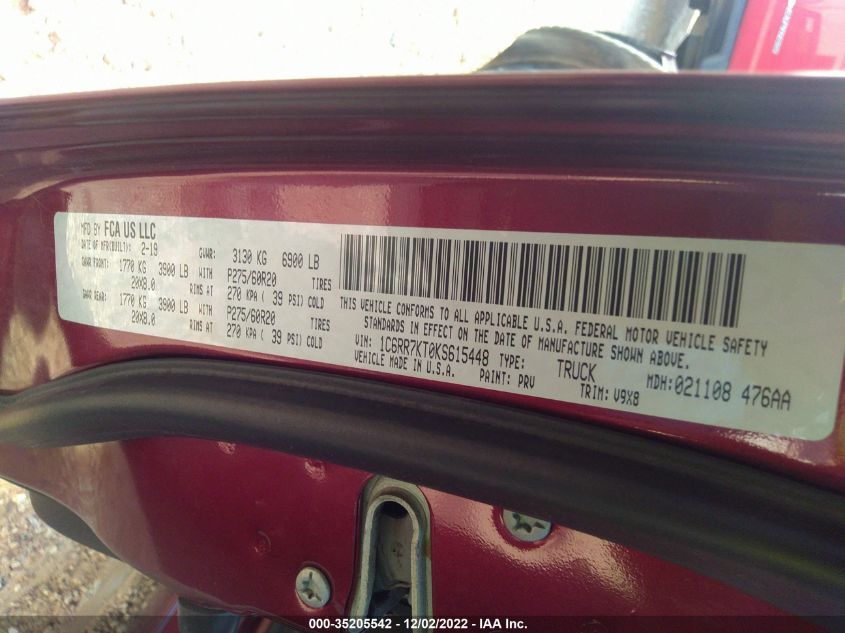 MFD BY FCA US LLC
DATE OF MFR(BUILT): 2-19 GVWR: 3130 KG 6900 LB
GAWR FRONT: 1770 KG 3900 LB WITH P275/60R20 TIRES
20X8.0 RIMS AT 270 KPA ( 39 PSI) COLD
GAWR REAR: 1770 KG 3900 LB WITH P275/60R20 TIRES
20X8.0 RIMS AT 270 KPA ( 39 PSI) COLD
THIS VEHICLE CONFORMS TO ALL APPLICABLE U.S.A. FEDERAL MOTOR VEHICLE SAFETY
STANDARDS IN EFFECT ON THE DATE OF MANUFACTURE SHOWN ABOVE.
VIN: 1C6RR7KT0KS615448 TYPE: TRUCK MDH:021108 476AA
VEHICLE MADE IN U.S.A. PAINT: PRV TRIM: V9X8
000-35205542 - 12/02/2022 - IAA Inc.